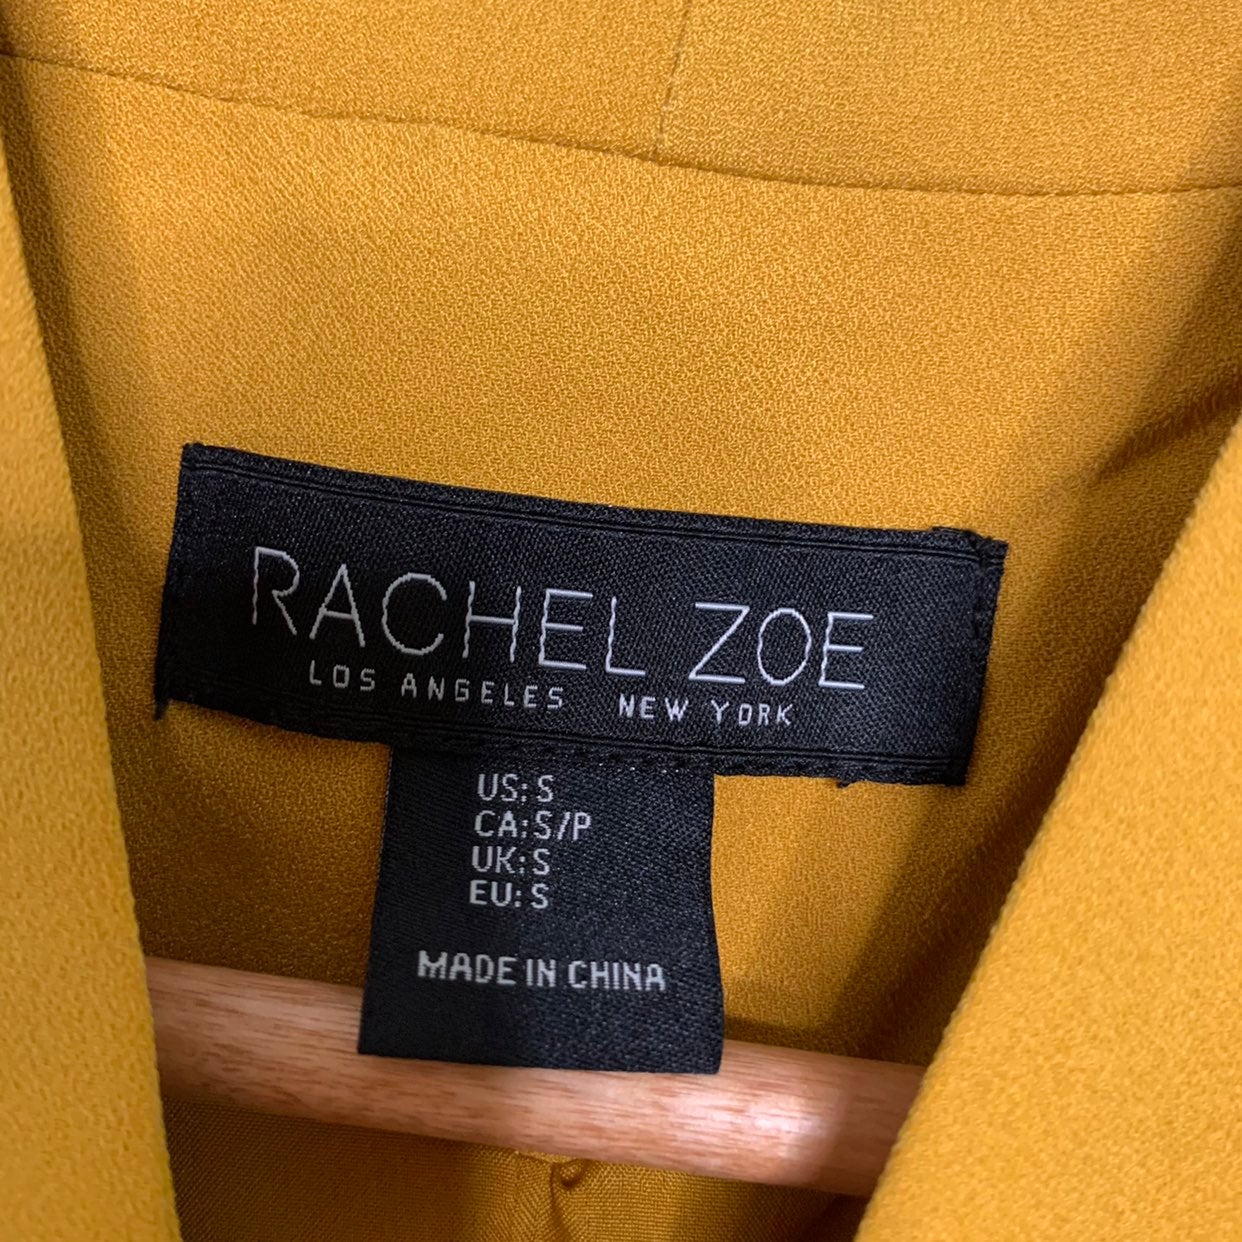 RACHEL ZOE
LOS ANGELES NEW YORK
US: S
CA: S/P
UK: S
EU: S
MADE IN CHINA